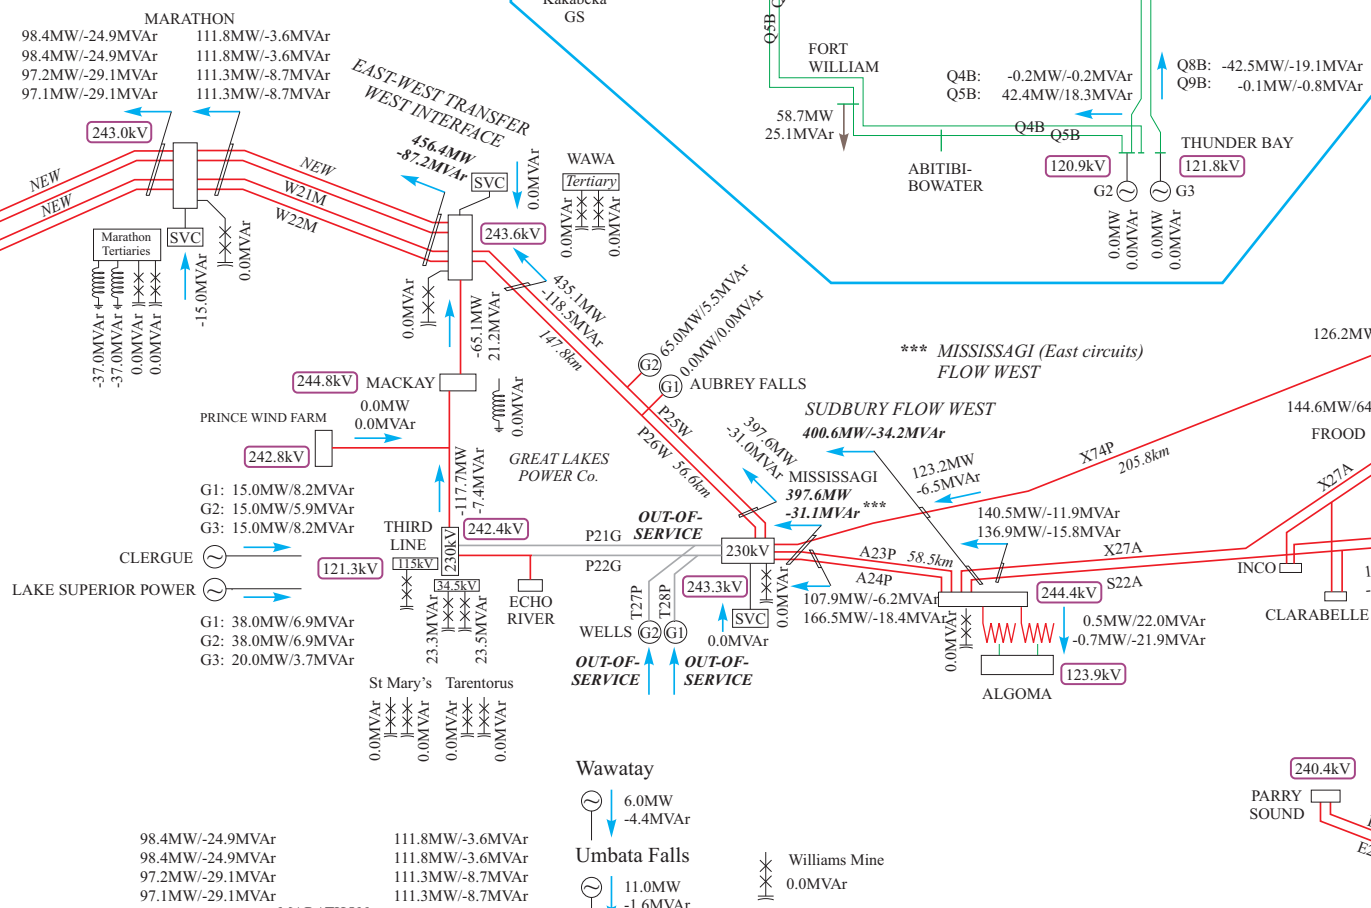 Kakabeka
GS
Q5B
MARATHON
98.4MW/-24.9MVAr
98.4MW/-24.9MVAr
97.2MW/-29.1MVAr
97.1MW/-29.1MVAr
111.8MW/-3.6MVAr
111.8MW/-3.6MVAr
111.3MW/-8.7MVAr
111.3MW/-8.7MVAr
243.0kV
EAST-WEST TRANSFER
WEST INTERFACE
456.4MW
-87.2MVAr
NEW
NEW
NEW
W21M
W22M
SVC
0.0MVAr
WAWA
Tertiary
0.0MVAr
0.0MVAr
243.6kV
Marathon
Tertiaries
-37.0MVAr
-37.0MVAr
0.0MVAr
0.0MVAr
SVC
-15.0MVAr
0.0MVAr
0.0MVAr
-65.1MW
21.2MVAr
435.1MW
-118.5MVAr
147.8km
FORT
WILLIAM
58.7MW
25.1MVAr
Q4B:
-0.2MW/-0.2MVAr
Q5B:
42.4MW/18.3MVAr
Q8B:
-42.5MW/-19.1MVAr
Q9B:
-0.1MW/-0.8MVAr
Q4B
Q5B
ABITIBI-
BOWATER
THUNDER BAY
120.9kV
121.8kV
G2
G3
0.0MW
0.0MVAr
0.0MW
0.0MVAr
G2
65.0MW/5.5MVAr
G1
0.0MW/0.0MVAr
AUBREY FALLS
P25W
P26W
56.6km
244.8kV
MACKAY
0.0MVAr
PRINCE WIND FARM
0.0MW
0.0MVAr
242.8kV
GREAT LAKES
POWER Co.
-117.7MW
-7.4MVAr
G1: 15.0MW/8.2MVAr
G2: 15.0MW/5.9MVAr
G3: 15.0MW/8.2MVAr
CLERGUE
LAKE SUPERIOR POWER
G1: 38.0MW/6.9MVAr
G2: 38.0MW/6.9MVAr
G3: 20.0MW/3.7MVAr
THIRD
LINE
242.4kV
230kV
115kV
121.3kV
34.5kV
23.3MVAr
23.5MVAr
ECHO
RIVER
P21G
P22G
OUT-OF-
SERVICE
T27P
T28P
WELLS
G2
G1
OUT-OF-
SERVICE
OUT-OF-
SERVICE
St Mary's
0.0MVAr
0.0MVAr
Tarentorus
0.0MVAr
0.0MVAr
*** MISSISSAGI (East circuits)
FLOW WEST
SUDBURY FLOW WEST
400.6MW/-34.2MVAr
397.6MW
-31.0MVAr
MISSISSAGI
397.6MW
-31.1MVAr
***
230kV
243.3kV
SVC
0.0MVAr
0.0MVAr
123.2MW
-6.5MVAr
X74P
205.8km
140.5MW/-11.9MVAr
136.9MW/-15.8MVAr
A23P
58.5km
A24P
107.9MW/-6.2MVAr
166.5MW/-18.4MVAr
X27A
S22A
244.4kV
0.0MVAr
0.5MW/22.0MVAr
-0.7MW/-21.9MVAr
123.9kV
ALGOMA
126.2MW
144.6MW/64
FROOD
X27A
INCO
CLARABELLE
240.4kV
PARRY
SOUND
Wawatay
6.0MW
-4.4MVAr
Umbata Falls
11.0MW
-1.6MVAr
Williams Mine
0.0MVAr
98.4MW/-24.9MVAr
98.4MW/-24.9MVAr
97.2MW/-29.1MVAr
97.1MW/-29.1MVAr
111.8MW/-3.6MVAr
111.8MW/-3.6MVAr
111.3MW/-8.7MVAr
111.3MW/-8.7MVAr